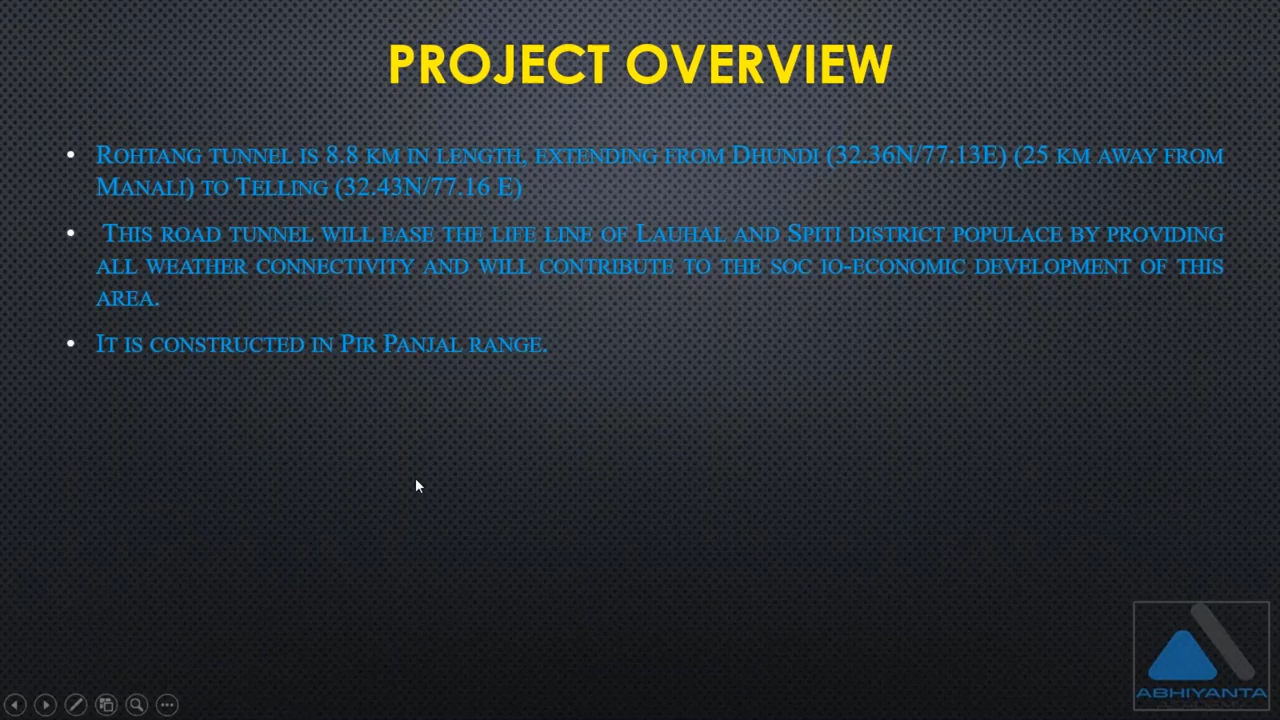 PROJECT OVERVIEW
• ROHTANG TUNNEL IS 8.8 KM IN LENGTH, EXTENDING FROM DHUNDI (32.36N/77.13E) (25 KM AWAY FROM
MANALI) TO TELLING (32.43N/77.16 E)
• THIS ROAD TUNNEL WILL EASE THE LIFE LINE OF LAUHAL AND SPITI DISTRICT POPULACE BY PROVIDING
ALL WEATHER CONNECTIVITY AND WILL CONTRIBUTE TO THE SOC IO-ECONOMIC DEVELOPMENT OF THIS
AREA.
• IT IS CONSTRUCTED IN PIR PANJAL RANGE.
ABHIYANTA